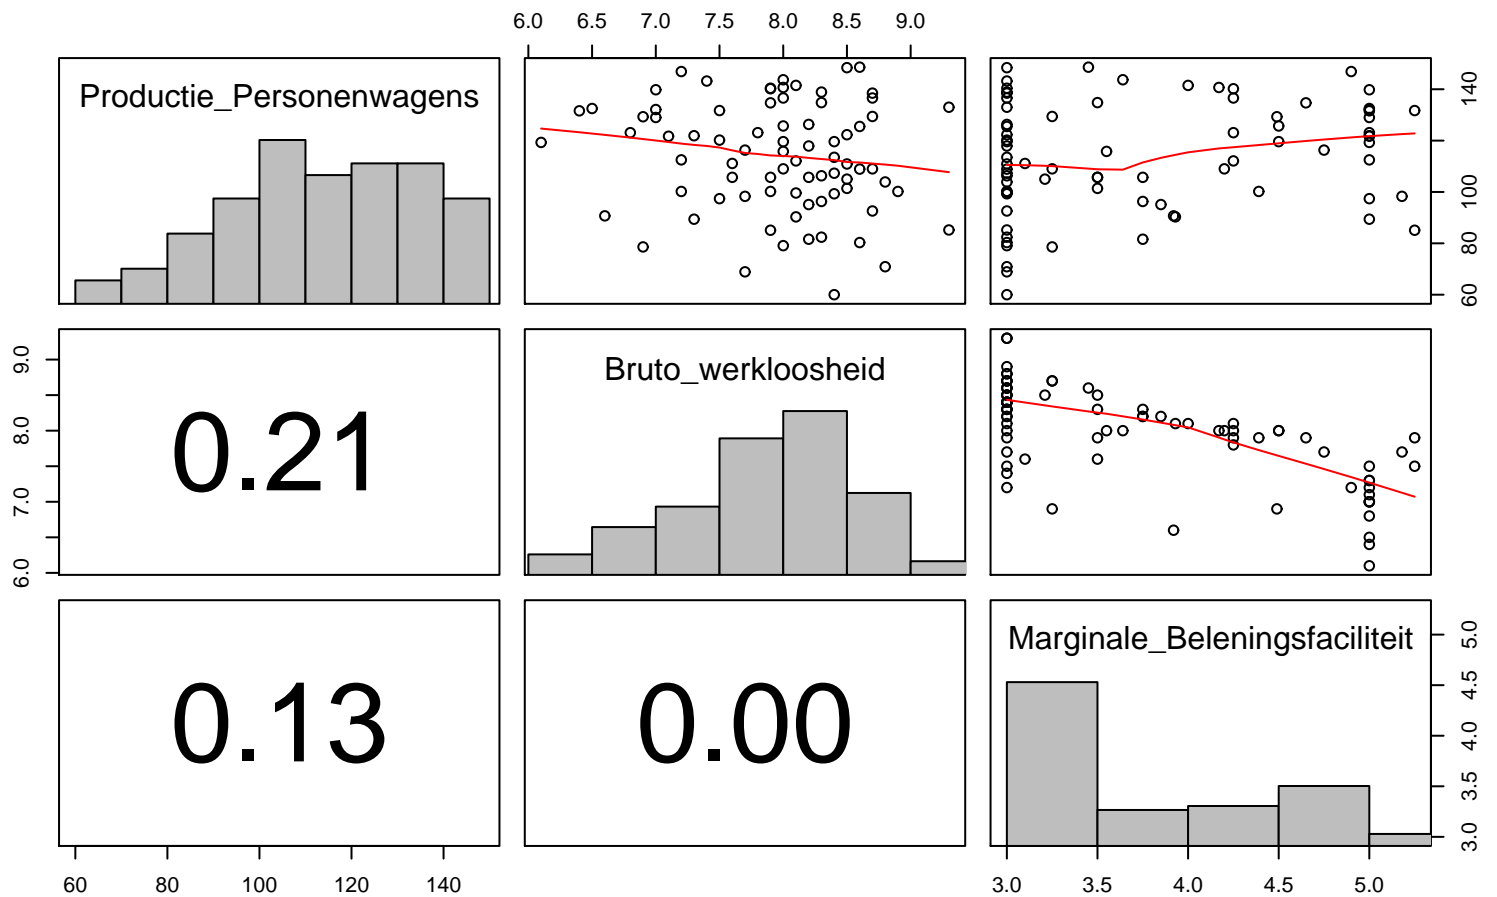 6.0 6.5 7.0 7.5 8.0 8.5 9.0
Productie_Personenwagens
60 80 100 140
6.0 7.0 8.0 9.0
0.21
Bruto_werkloosheid
0.13
0.00
Marginale_Beleningsfaciliteit
3.0 3.5 4.0 4.5 5.0
60 80 100 120 140
3.0 3.5 4.0 4.5 5.0